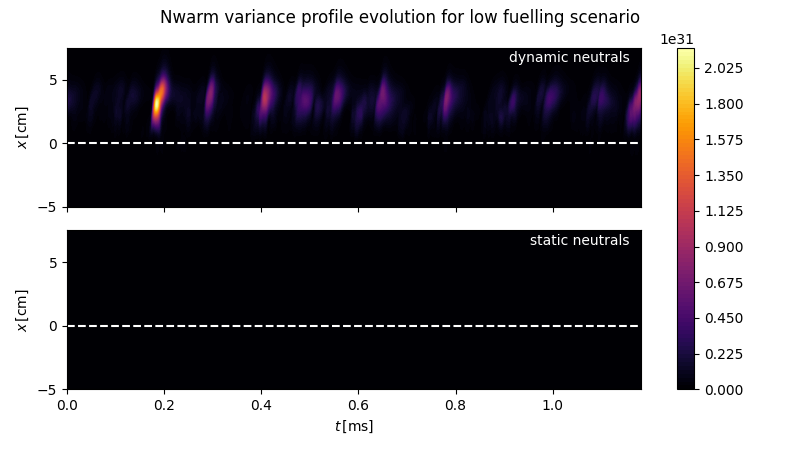 Nwarm variance profile evolution for low fuelling scenario
1e31
dynamic neutrals
5
0
−5
x [cm]
static neutrals
5
0
−5
x [cm]
0.0 0.2 0.4 0.6 0.8 1.0
t [ms]
2.025
1.800
1.575
1.350
1.125
0.900
0.675
0.450
0.225
0.000